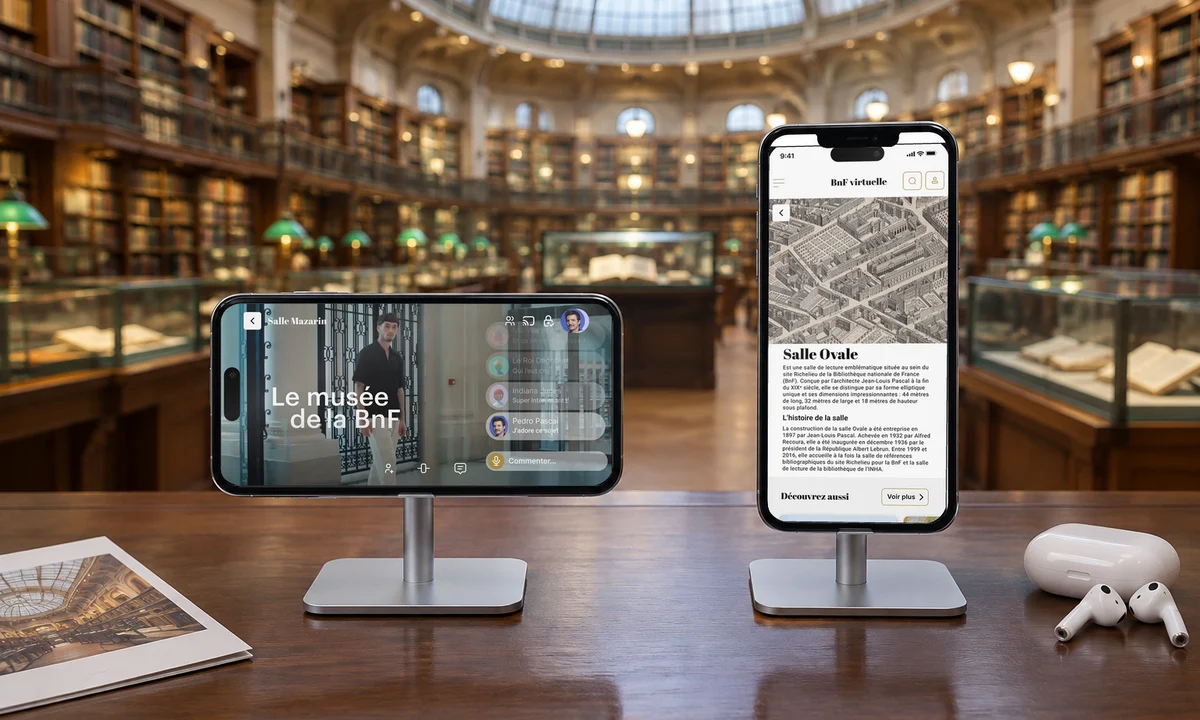 Salle Mazarin
Le musée
de la BnF
Le Roi
Indiana Jones
Super intéressant!
Pedro Pascal
J'adore ce sujet
Commenter...
9:41
BnF virtuelle
Salle Ovale
Est une salle de lecture emblématique située au sein du
site Richelieu de la Bibliothèque nationale de France
(BnF). Conçue par l'architecte Jean-Louis Pascal à la fin
du XIXᵉ siècle, elle se distingue par sa forme elliptique
unique et ses dimensions impressionnantes : 44 mètres
de long, 32 mètres de large et 18 mètres de hauteur
sous plafond.
L'histoire de la salle
La construction de la salle Ovale a été entreprise en
1897 par Jean-Louis Pascal. Achevée en 1932 par Alfred
Recoura, elle a été inaugurée en décembre 1936 par le
président de la République Albert Lebrun. Entre 1999 et
2016, elle accueille à la fois la salle de références
bibliographiques du site Richelieu pour la BnF et la salle
de lecture de la bibliothèque de l'INHA.
Découvrez aussi
Voir plus